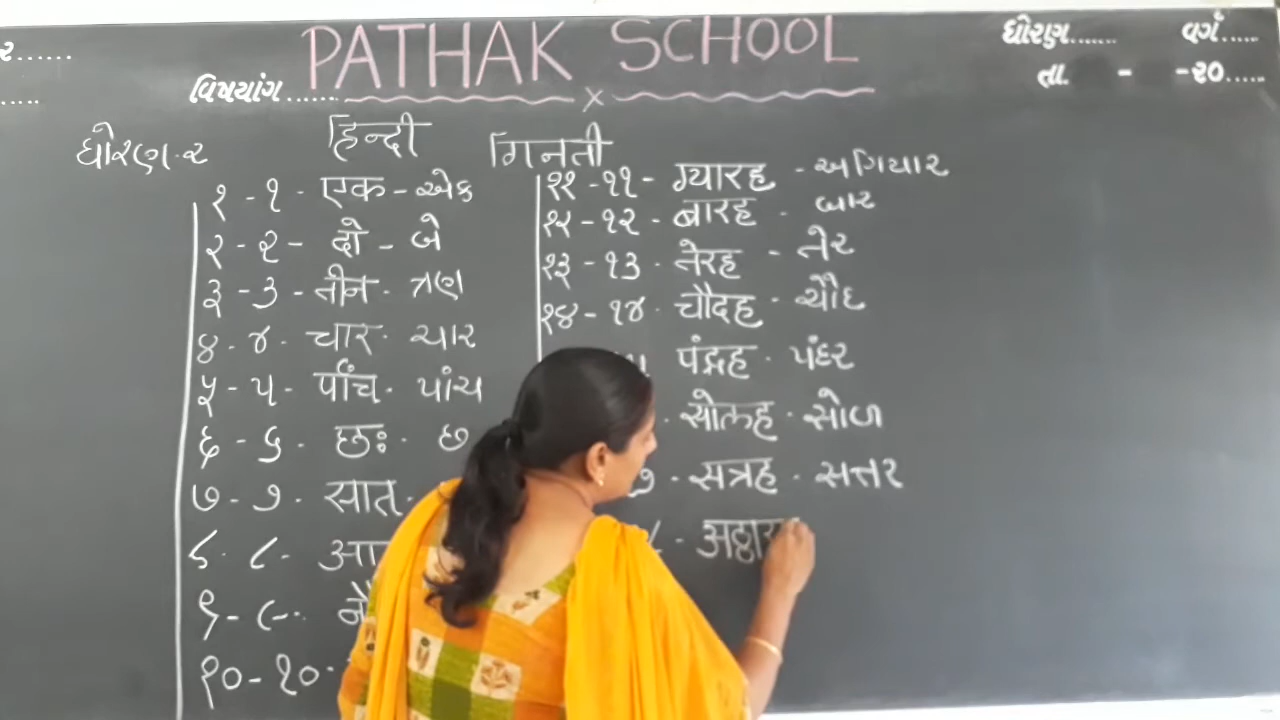 PATHAK SCHOOL
ધોરણ....... વર્ગ.....
વિષયાંગ.......
તા. - -૨૦.....
ધોરણ.૨ हिन्दी गिनती
१ - ૧ - एक - એક
२ - ૨ - दो - બે
३ - ૩ - तीन - ત્રણ
४ - ૪ - चार - ચાર
५ - ૫ - पांच - પાંચ
६ - ૬ - छः - છ
७ - ૭ - सात -
८ - ૮ - आ
९ - ૯ - नौ
१० - ૧૦ -
११ - ૧૧ - ग्यारह - અગિયાર
१२ - ૧૨ - बारह - બાર
१३ - ૧૩ - तेरह - તેર
१४ - ૧૪ - चौदह - ચૌદ
पंद्रह - પંદર
सोलह - સોળ
૭ - सत्रह - સત્તર
- अठ्ठार